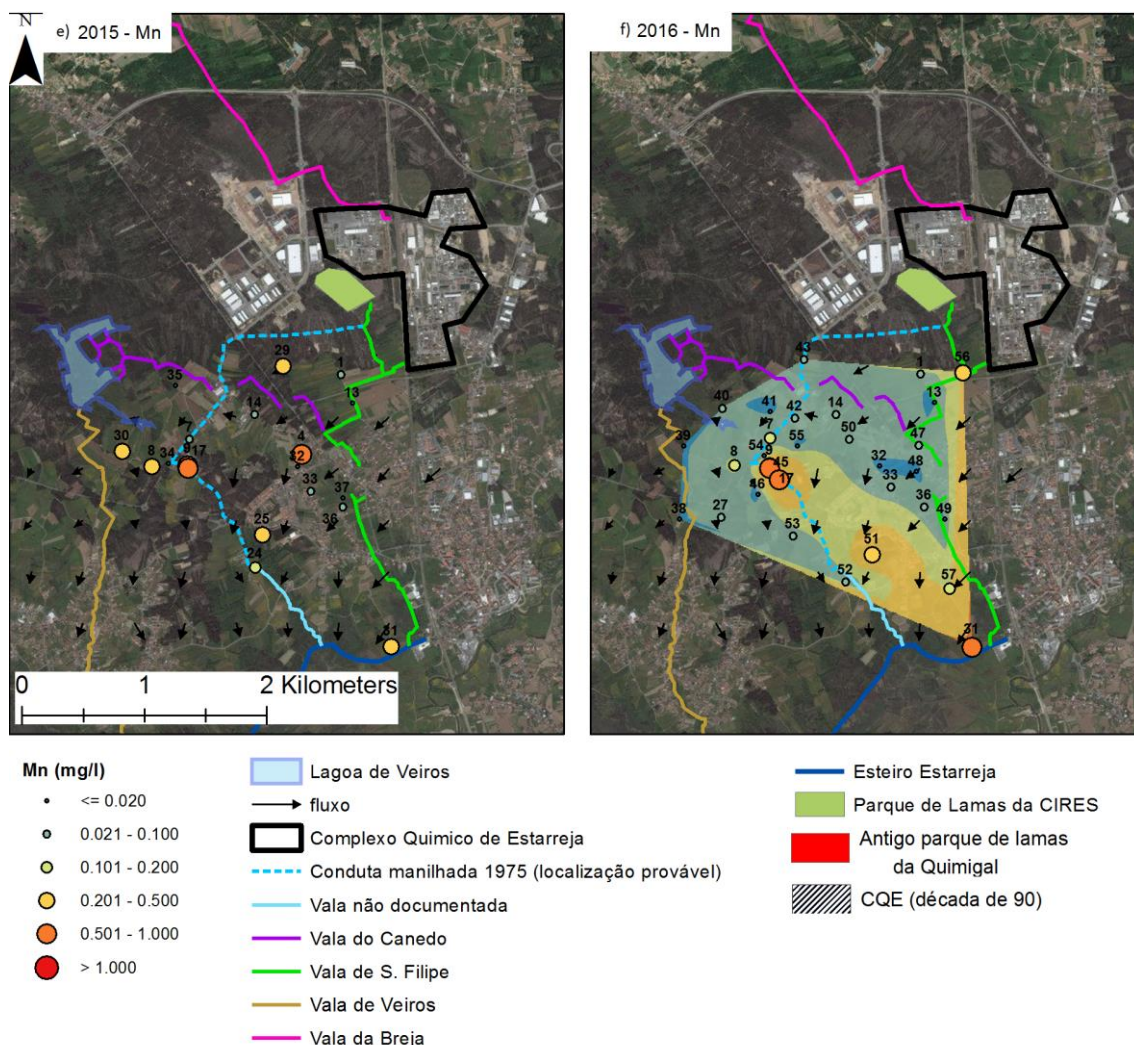 N
e) 2015 - Mn
29
1
35
13
14
7
30
8
34
9
17
4
32
33
37
36
25
24
31
0 1 2 Kilometers
f) 2016 - Mn
43
1
56
40
41
42
14
13
7
50
47
39
55
54
9
8
45
17
32
48
33
46
36
38
27
49
53
51
52
57
31
Mn (mg/l)
<= 0.020
0.021 - 0.100
0.101 - 0.200
0.201 - 0.500
0.501 - 1.000
> 1.000
Lagoa de Veiros
fluxo
Complexo Quimico de Estarreja
Conduta manilhada 1975 (localização provável)
Vala não documentada
Vala do Canedo
Vala de S. Filipe
Vala de Veiros
Vala da Breia
Esteiro Estarreja
Parque de Lamas da CIRES
Antigo parque de lamas
da Quimigal
CQE (década de 90)